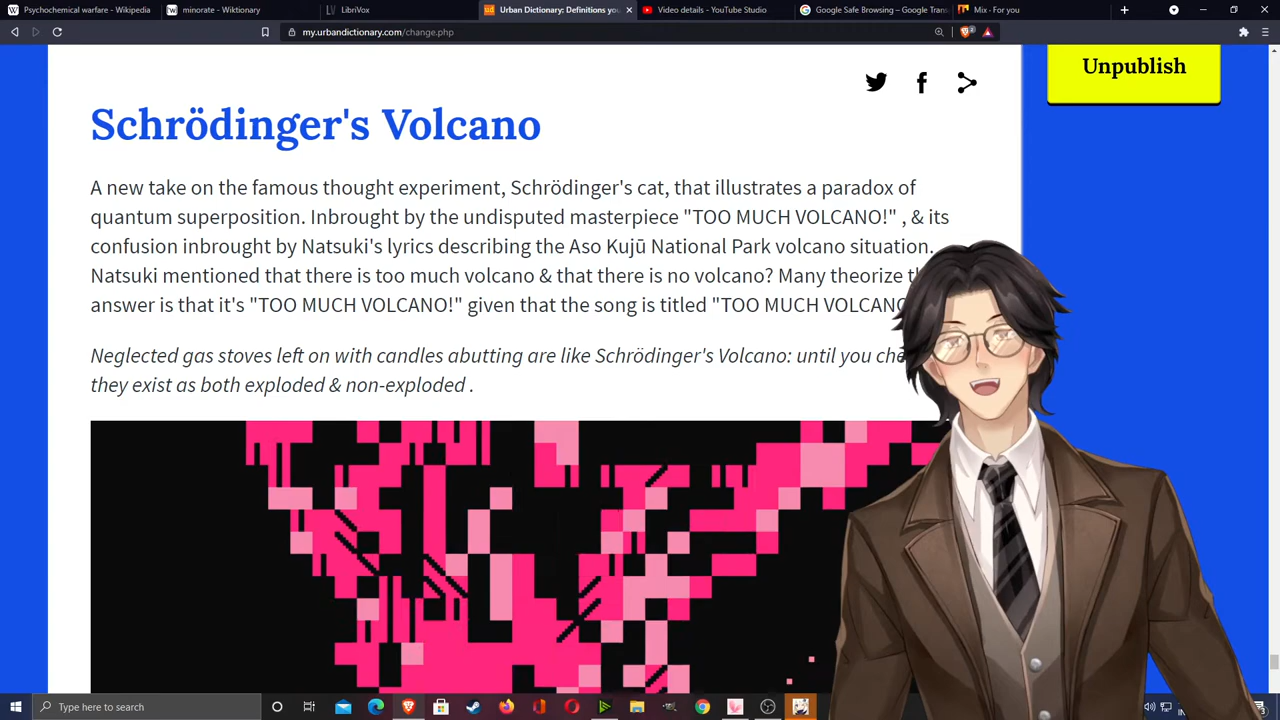 Psychochemical warfare - Wikipedia
minorate - Wiktionary
LibriVox
Urban Dictionary: Definitions
Video details - YouTube Studio
Google Safe Browsing – Google
Mix - For you
my.urbandictionary.com/change.php
Unpublish
Schrödinger's Volcano
A new take on the famous thought experiment, Schrödinger's cat, that illustrates a paradox of
quantum superposition. Inbrought by the undisputed masterpiece "TOO MUCH VOLCANO!" , & its
confusion inbrought by Natsuki's lyrics describing the Aso Kujū National Park volcano situation.
Natsuki mentioned that there is too much volcano & that there is no volcano? Many theorize
answer is that it's "TOO MUCH VOLCANO!" given that the song is titled "TOO MUCH
Neglected gas stoves left on with candles abutting are like Schrödinger's Volcano: until you
they exist as both exploded & non-exploded .
Type here to search